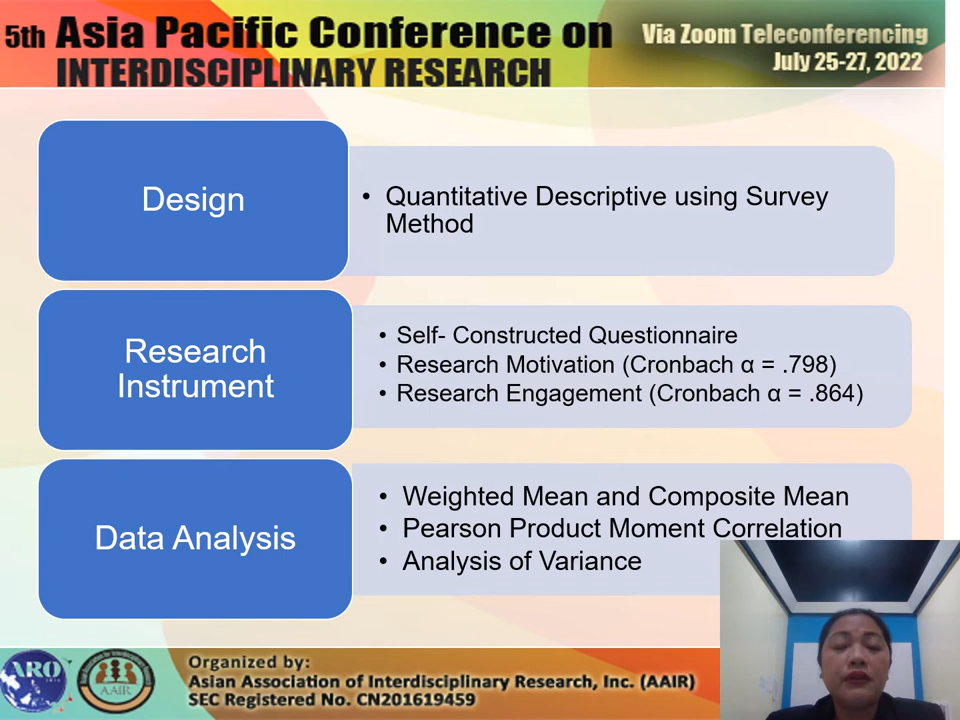 5th Asia Pacific Conference on
INTERDISCIPLINARY RESEARCH
Via Zoom Teleconferencing
July 25-27, 2022
Design
• Quantitative Descriptive using Survey
Method
Research
Instrument
• Self- Constructed Questionnaire
• Research Motivation (Cronbach α = .798)
• Research Engagement (Cronbach α = .864)
Data Analysis
• Weighted Mean and Composite Mean
• Pearson Product Moment Correlation
• Analysis of Variance
ARO
AAIR
Organized by:
Asian Association of Interdisciplinary Research, Inc. (AAIR)
SEC Registered No. CN201619459